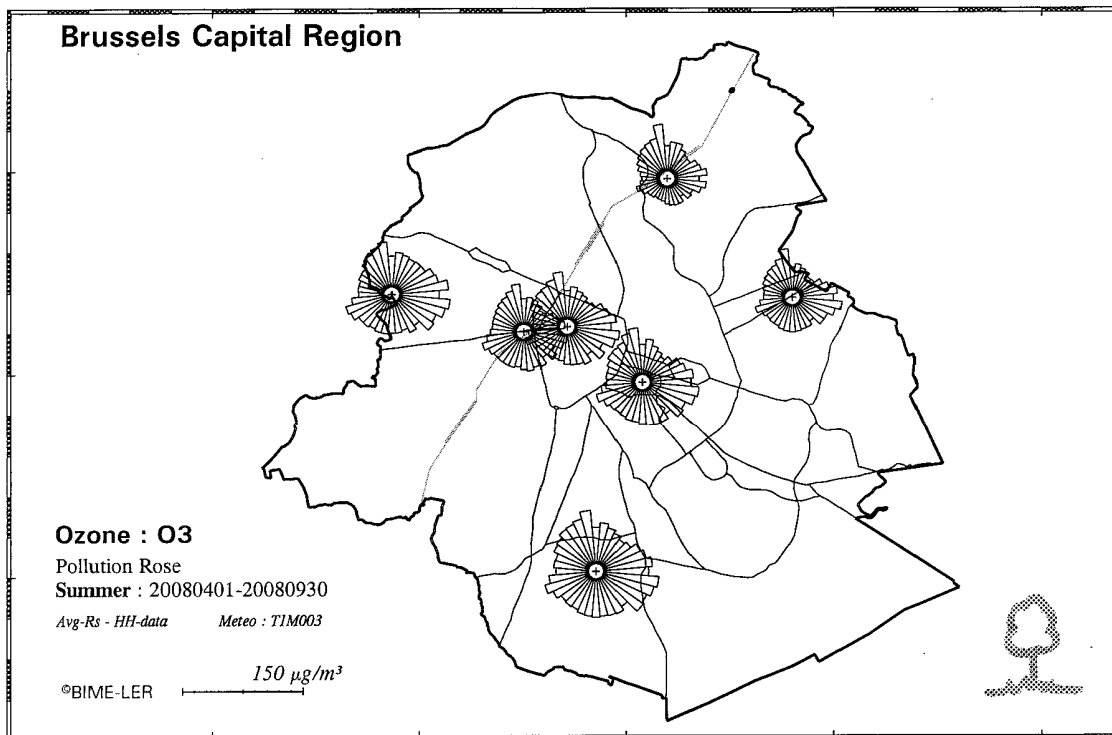 Brussels Capital Region
Ozone : O3
Pollution Rose
Summer : 20080401-20080930
Avg-Rs - HH-data Meteo : T1M003
150 µg/m³
©BIME-LER